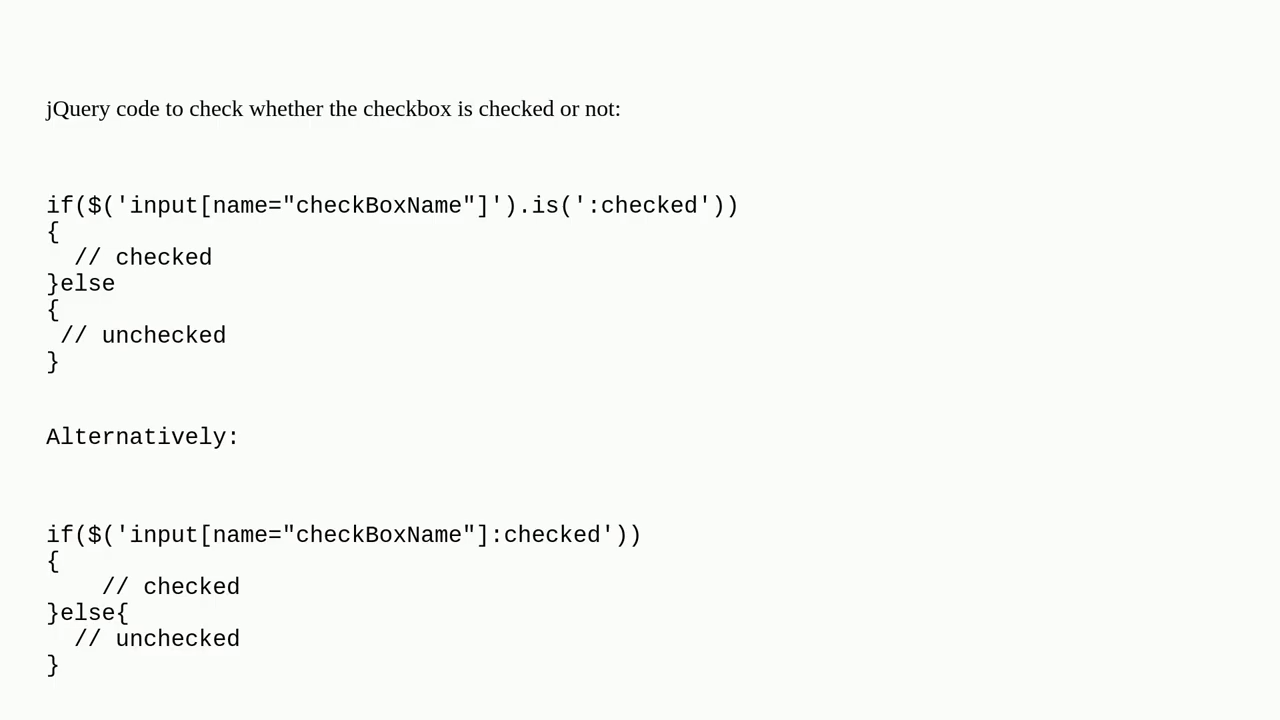 jQuery code to check whether the checkbox is checked or not:
if($('input[name="checkBoxName"]').is(':checked'))
{
  // checked
}else
{
 // unchecked
}
Alternatively:
if($('input[name="checkBoxName"]:checked'))
{
    // checked
}else{
  // unchecked
}